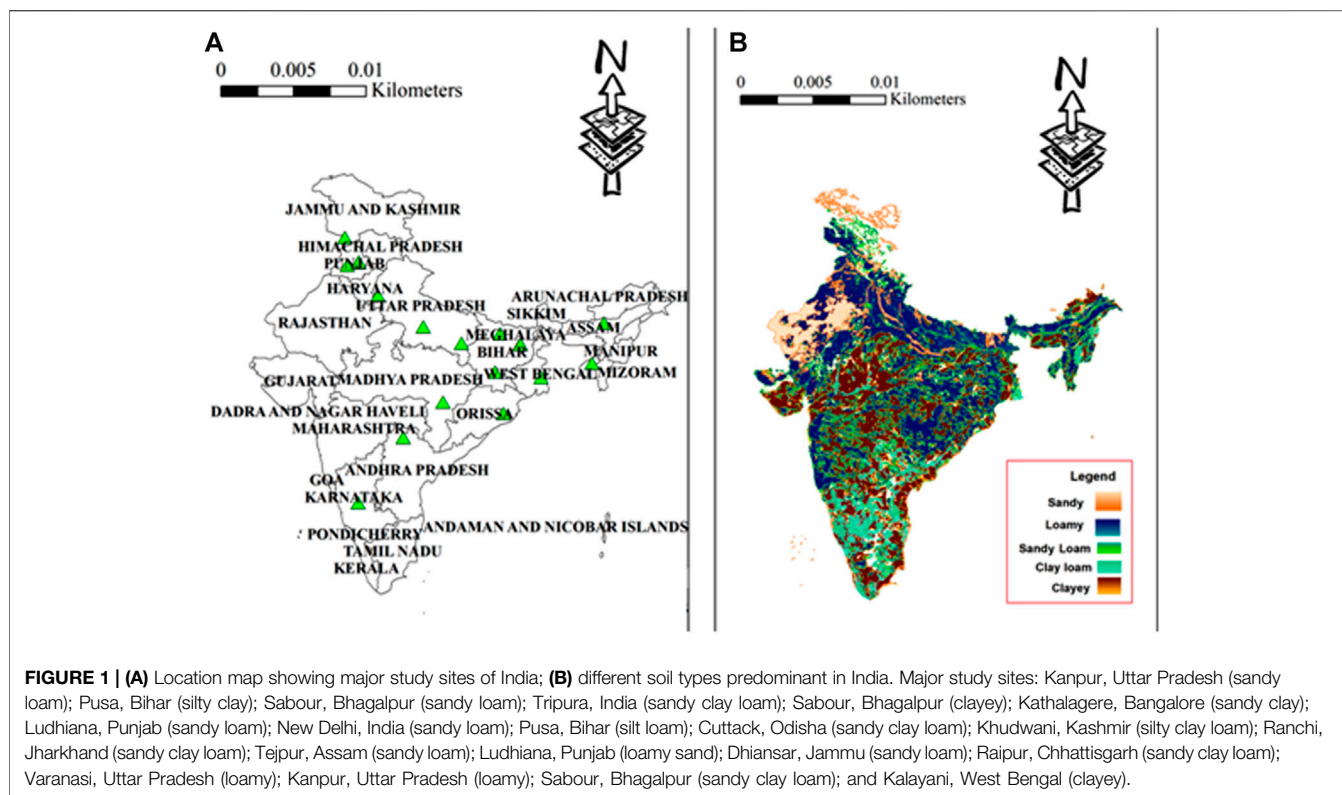 A
0 0.005 0.01
Kilometers
N
JAMMU AND KASHMIR
HIMACHAL PRADESH
PUNJAB
HARYANA
UTTAR PRADESH
ARUNACHAL PRADESH
SIKKIM
RAJASTHAN
MEGHALAYA ASSAM
BIHAR
MANIPUR
GUJARAT MADHYA PRADESH WEST BENGAL MIZORAM
DADRA AND NAGAR HAVELI
ORISSA
MAHARASHTRA
ANDHRA PRADESH
GOA
KARNATAKA
PONDICHERRY
ANDAMAN AND NICOBAR ISLANDS
TAMIL NADU
KERALA
B
0 0.005 0.01
Kilometers
N
Legend
Sandy
Loamy
Sandy Loam
Clay loam
Clayey
FIGURE 1 | (A) Location map showing major study sites of India; (B) different soil types predominant in India. Major study sites: Kanpur, Uttar Pradesh (sandy
loam); Pusa, Bihar (silty clay); Sabour, Bhagalpur (sandy loam); Tripura, India (sandy clay loam); Sabour, Bhagalpur (clayey); Kathalagere, Bangalore (sandy clay);
Ludhiana, Punjab (sandy loam); New Delhi, India (sandy loam); Pusa, Bihar (silt loam); Cuttack, Odisha (sandy clay loam); Khudwani, Kashmir (silty clay loam); Ranchi,
Jharkhand (sandy clay loam); Tejpur, Assam (sandy loam); Ludhiana, Punjab (loamy sand); Dhiansar, Jammu (sandy loam); Raipur, Chhattisgarh (sandy clay loam);
Varanasi, Uttar Pradesh (loamy); Kanpur, Uttar Pradesh (loamy); Sabour, Bhagalpur (sandy clay loam); and Kalayani, West Bengal (clayey).